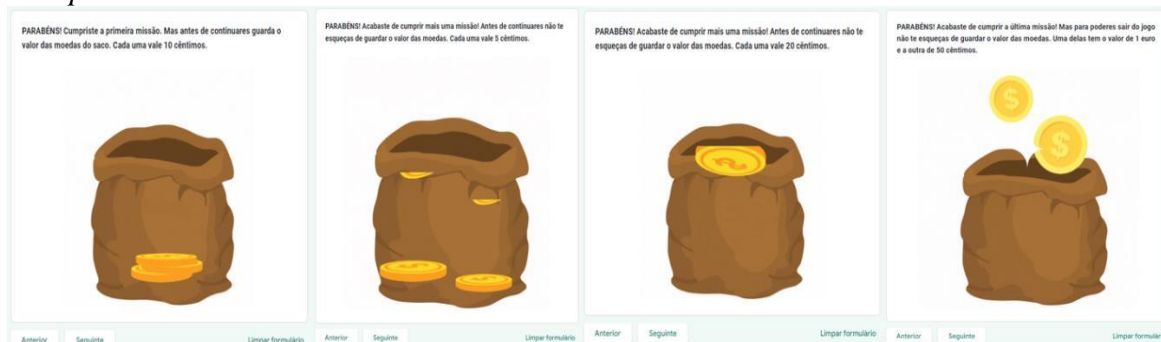 PARABÉNS! Cumpriste a primeira missão. Mas antes de continuares guarda o
valor das moedas do saco. Cada uma vale 10 cêntimos.
Anterior Seguinte Limpar formulário
PARABÉNS! Acabaste de cumprir mais uma missão! Antes de continuares não te
esqueças de guardar o valor das moedas. Cada uma vale 5 cêntimos.
Anterior Seguinte Limpar formulário
PARABÉNS! Acabaste de cumprir mais uma missão! Antes de continuares não te
esqueças de guardar o valor das moedas. Cada uma vale 20 cêntimos.
Anterior Seguinte Limpar formulário
PARABÉNS! Acabaste de cumprir a última missão! Mas para poderes sair do jogo
não te esqueças de guardar o valor das moedas. Uma delas tem o valor de 1 euro
e a outra de 50 cêntimos.
Anterior Seguinte Limpar formulár